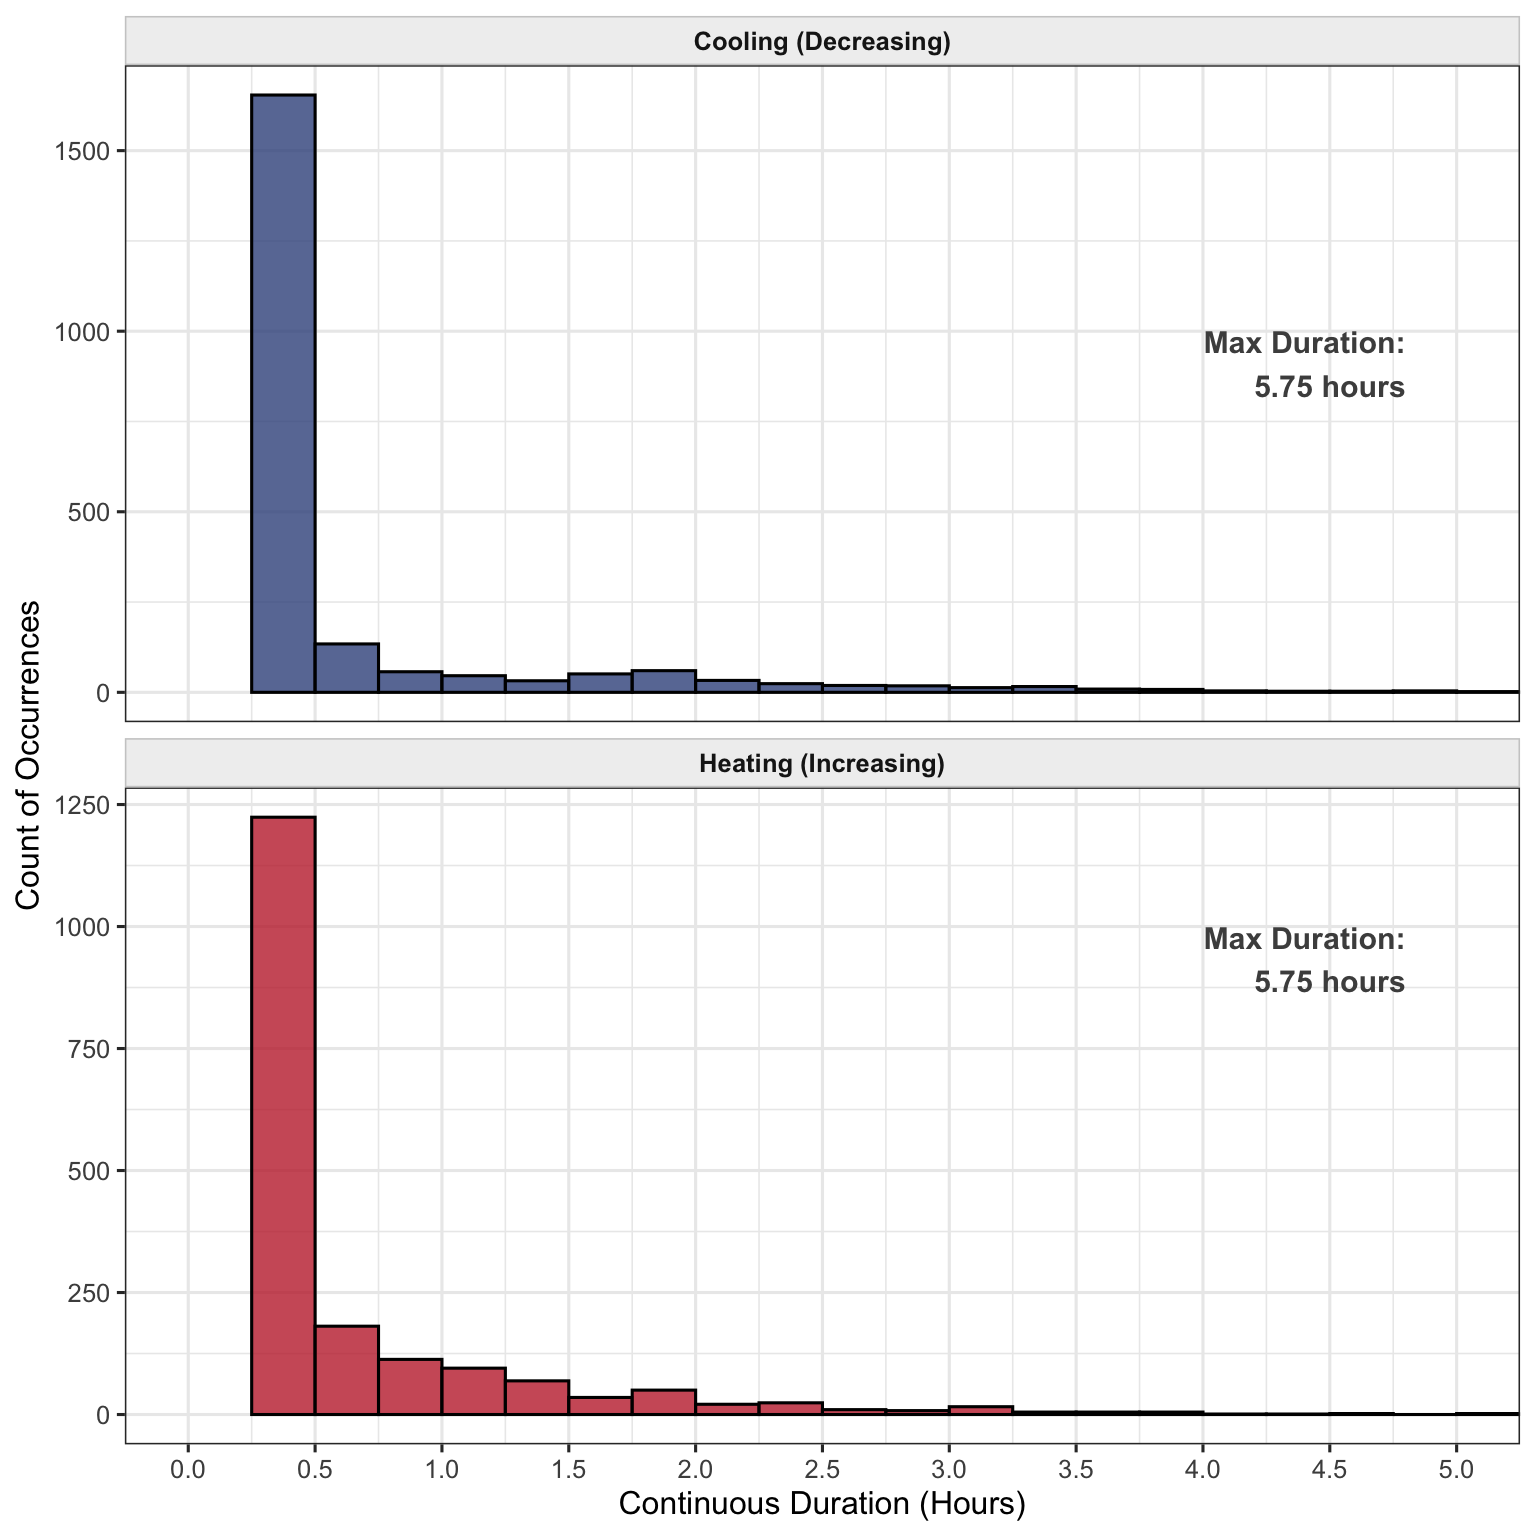 Cooling (Decreasing)
1500
1000
500
0
Max Duration:
5.75 hours
Count of Occurrences
Heating (Increasing)
1250
1000
750
500
250
0
Max Duration:
5.75 hours
0.0 0.5 1.0 1.5 2.0 2.5 3.0 3.5 4.0 4.5 5.0
Continuous Duration (Hours)